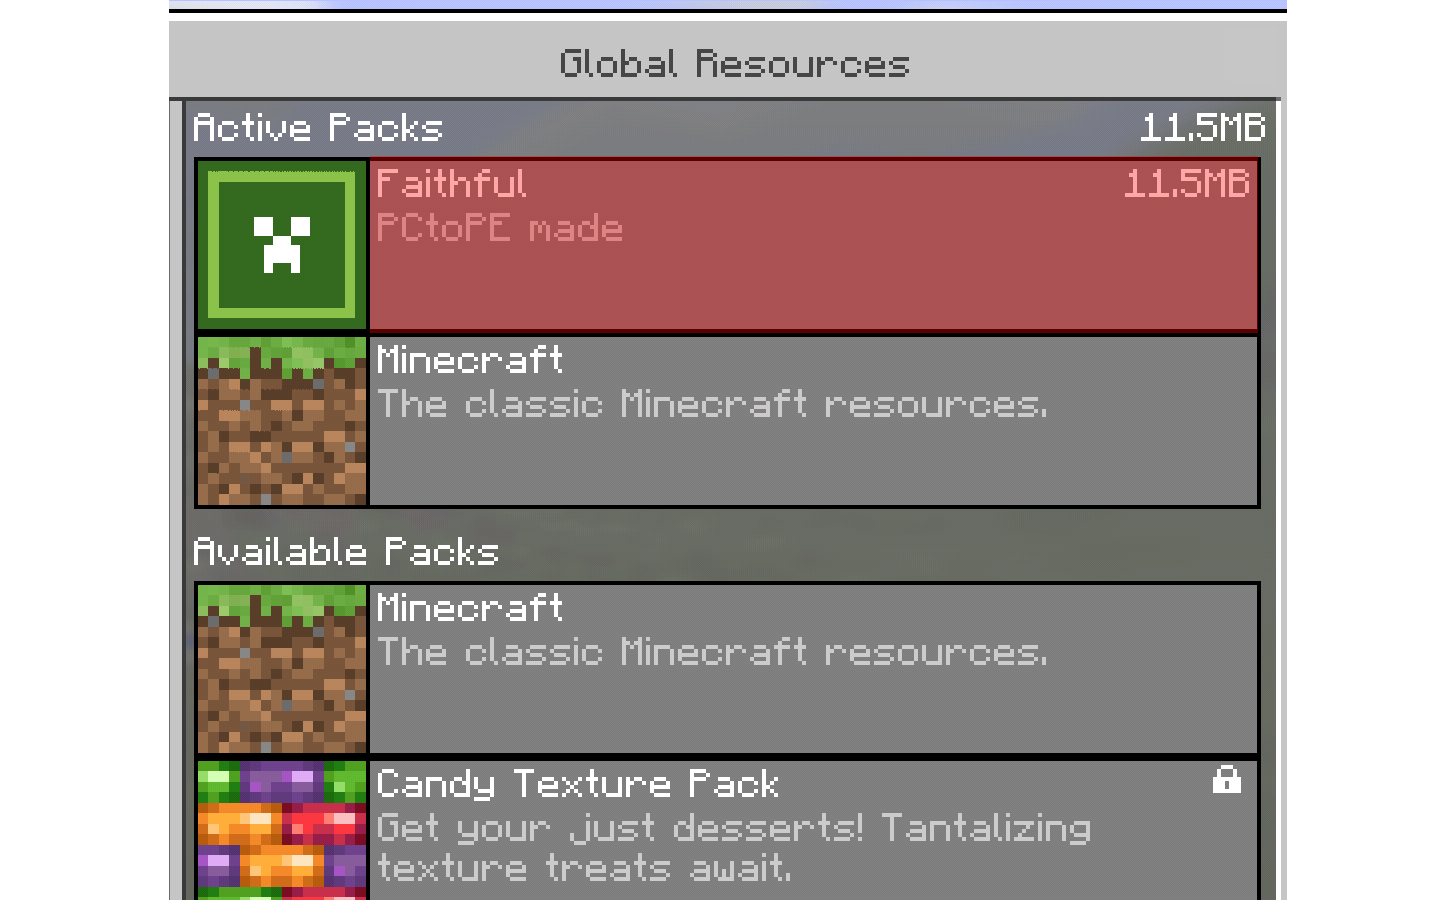 Global Resources
Active Packs 11.5MB
Faithful 11.5MB
PCtoPE made
Minecraft
The classic Minecraft resources.
Available Packs
Minecraft
The classic Minecraft resources.
Candy Texture Pack
Get your just desserts! Tantalizing
texture treats await.